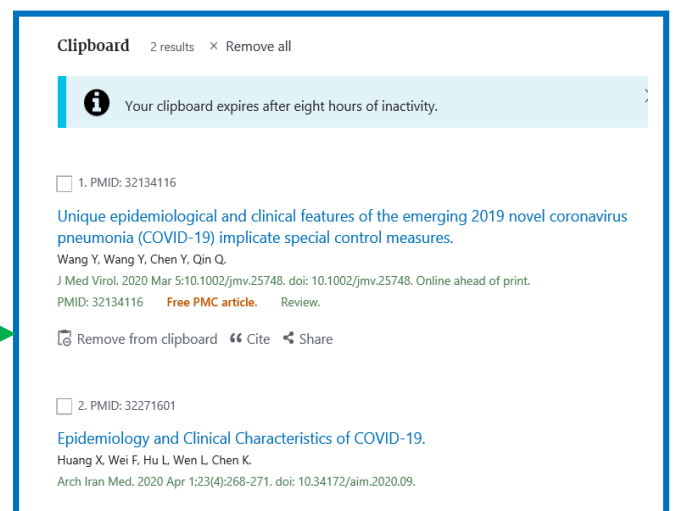 Clipboard 2 results × Remove all
Your clipboard expires after eight hours of inactivity.
1. PMID: 32134116
Unique epidemiological and clinical features of the emerging 2019 novel coronavirus
pneumonia (COVID-19) implicate special control measures.
Wang Y, Wang Y, Chen Y, Qin Q.
J Med Virol. 2020 Mar 5:10.1002/jmv.25748. doi: 10.1002/jmv.25748. Online ahead of print.
PMID: 32134116 Free PMC article. Review.
Remove from clipboard Cite Share
2. PMID: 32271601
Epidemiology and Clinical Characteristics of COVID-19.
Huang X, Wei F, Hu L, Wen L, Chen K.
Arch Iran Med. 2020 Apr 1;23(4):268-271. doi: 10.34172/aim.2020.09.